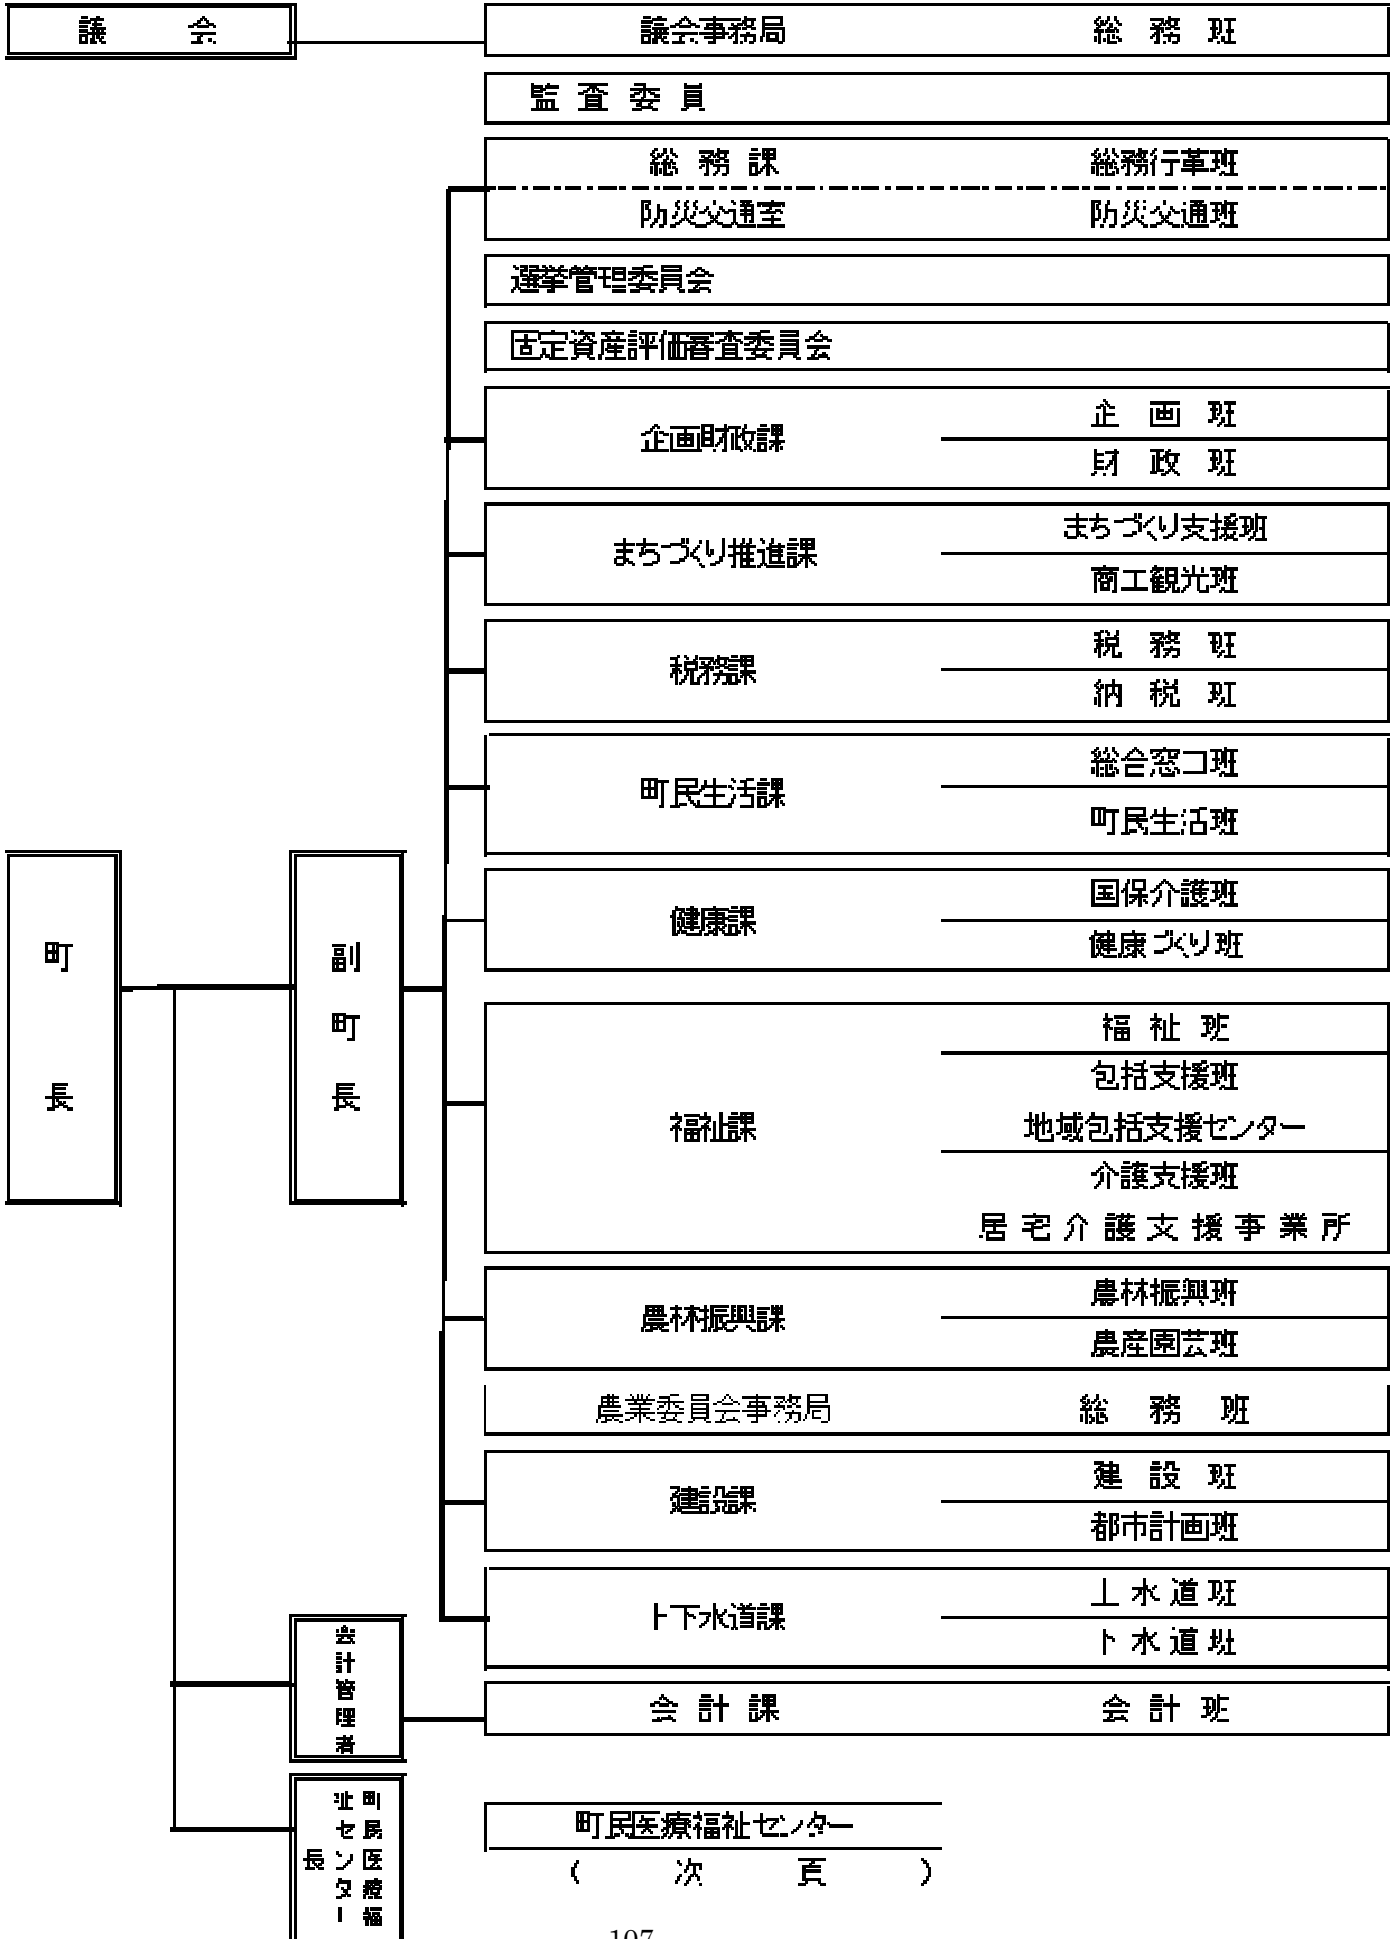 議 会
議会事務局 総 務 班
監 査 委 員
総 務 課 総務行革班
防災交通室 防災交通班
選挙管理委員会
固定資産評価審査委員会
企画財政課
企 画 班
財 政 班
まちづくり推進課
まちづくり支援班
商工観光班
税務課
税 務 班
納 税 班
町民生活課
総合窓口班
町民生活班
町長
副町長
健康課
国保介護班
健康づくり班
福祉課
福 祉 班
包括支援班
地域包括支援センター
介護支援班
居宅介護支援事業所
農林振興課
農林振興班
農産園芸班
農業委員会事務局 総 務 班
建設課
建 設 班
都市計画班
上下水道課
上 水 道 班
下 水 道 班
会計管理者
会 計 課 会 計 班
町民医療福
祉センター
長
町民医療福祉センター
( 次 頁 )
107